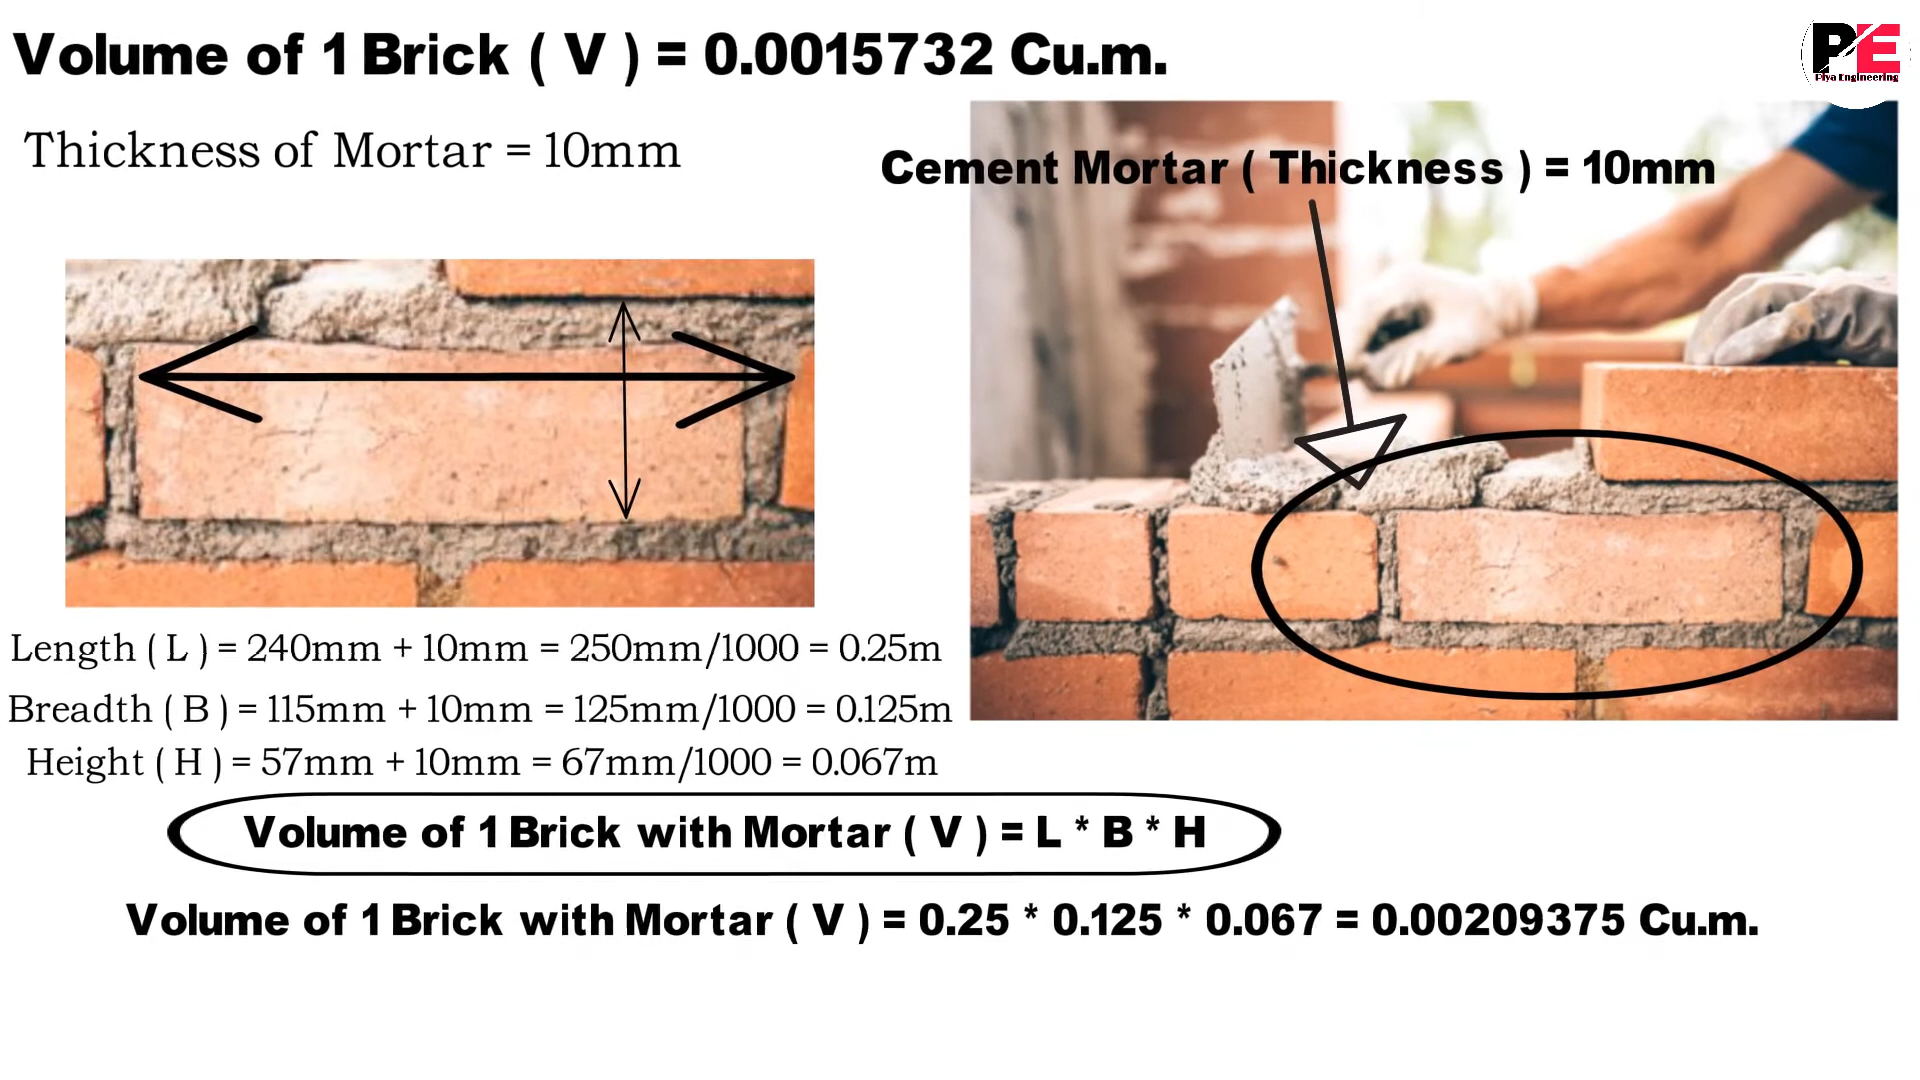 Volume of 1 Brick ( V ) = 0.0015732 Cu.m.
PE
Piya Engineering
Thickness of Mortar = 10mm
Cement Mortar ( Thickness ) = 10mm
Length ( L ) = 240mm + 10mm = 250mm/1000 = 0.25m
Breadth ( B ) = 115mm + 10mm = 125mm/1000 = 0.125m
Height ( H ) = 57mm + 10mm = 67mm/1000 = 0.067m
Volume of 1 Brick with Mortar ( V ) = L * B * H
Volume of 1 Brick with Mortar ( V ) = 0.25 * 0.125 * 0.067 = 0.00209375 Cu.m.